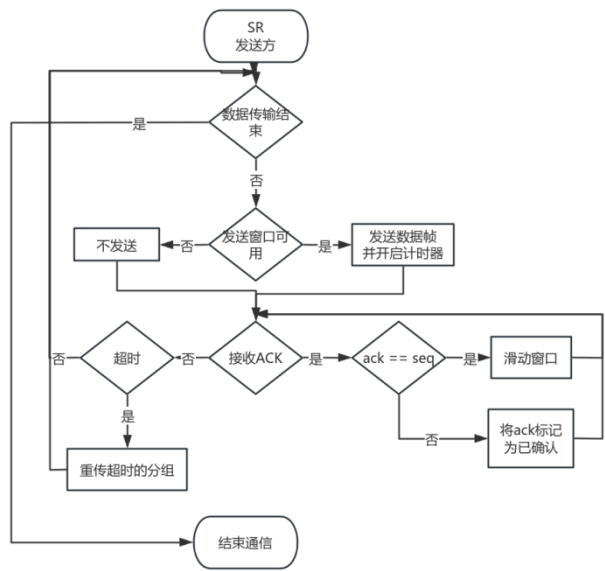 SR
发送方
数据传输结
束
是
否
发送窗口可
用
否
是
不发送
发送数据帧
并开启计时器
接收ACK
否
是
超时
否
是
ack == seq
是
否
滑动窗口
将ack标记
为已确认
重传超时的分组
结束通信